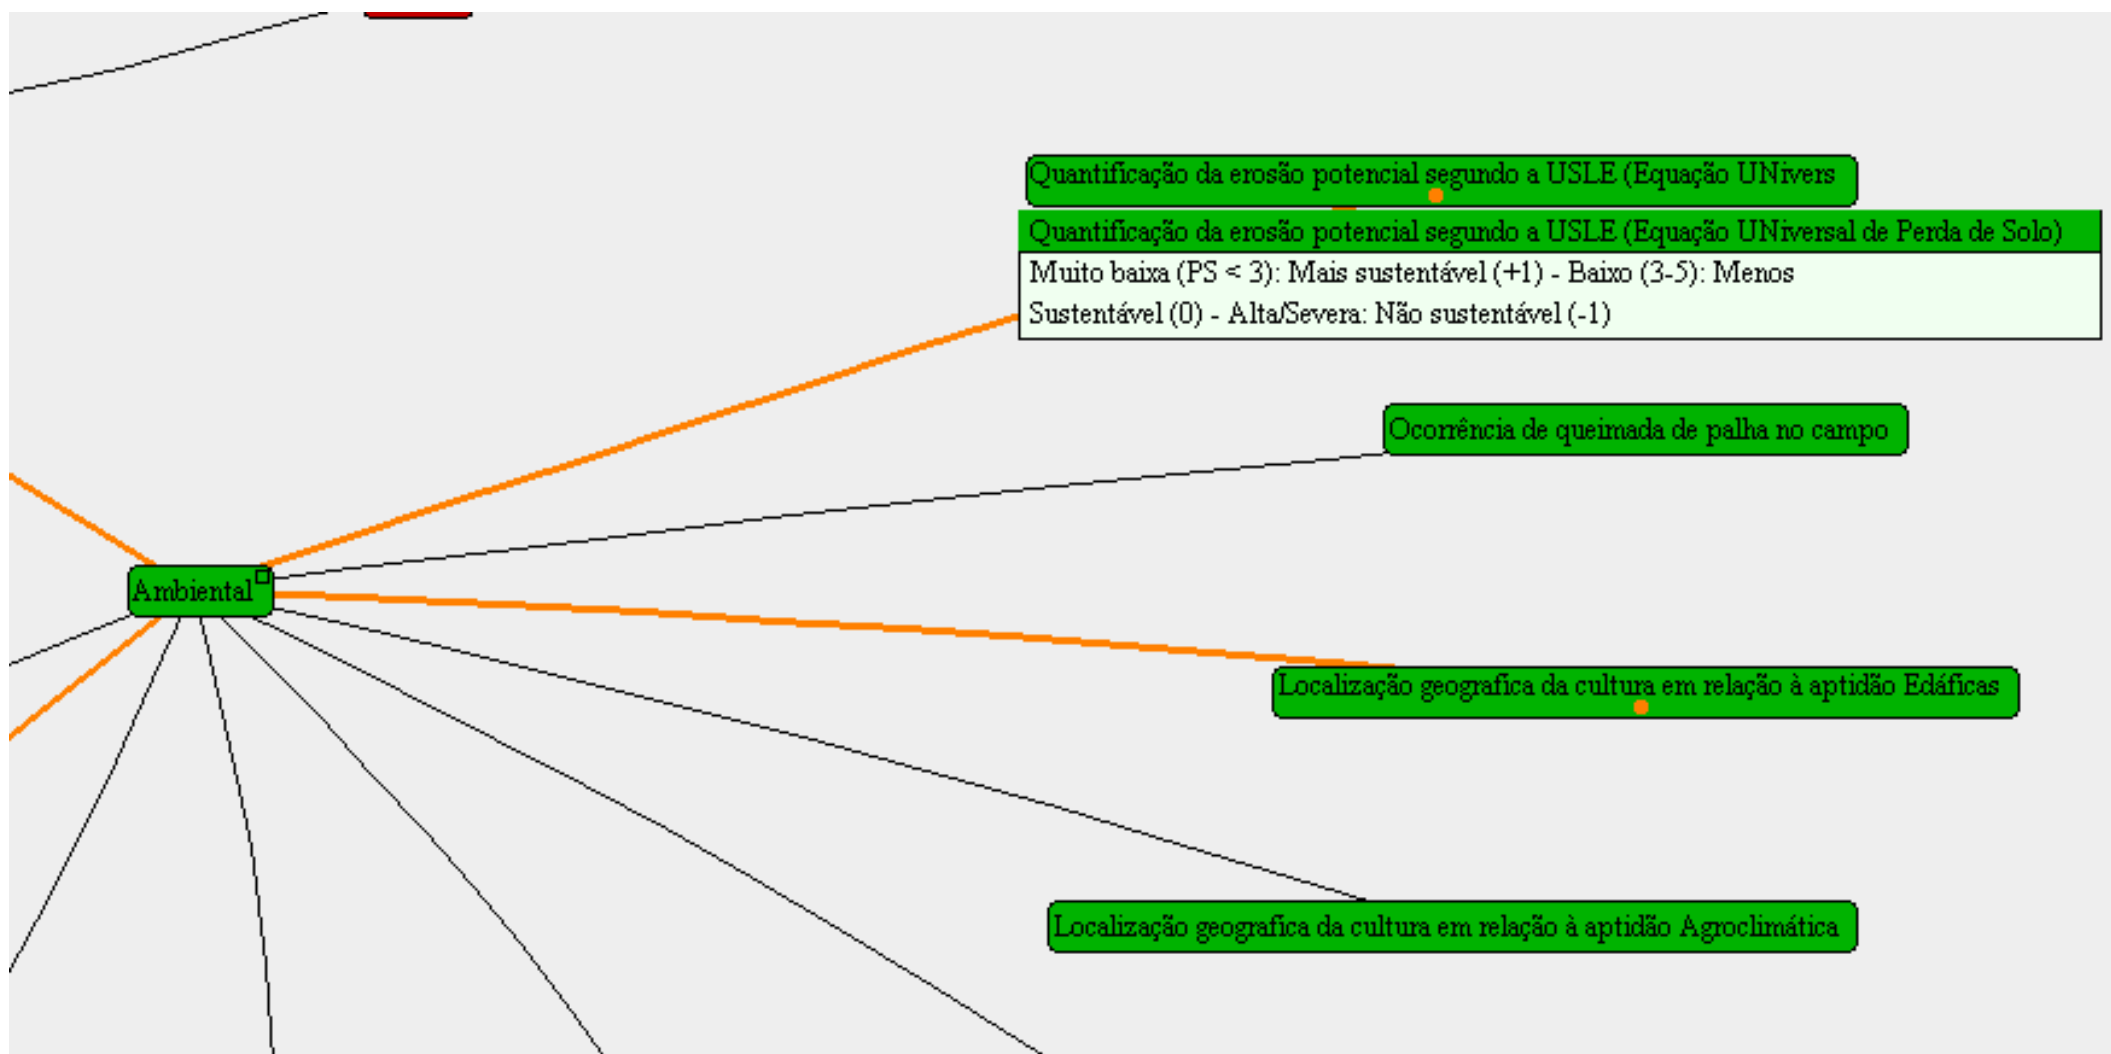 Quantificação da erosão potencial segundo a USLE (Equação UNivers
Quantificação da erosão potencial segundo a USLE (Equação UNiversal de Perda de Solo)
Muito baixa (PS < 3): Mais sustentável (+1) - Baixo (3-5): Menos
Sustentável (0) - Alta/Severa: Não sustentável (-1)
Ocorrência de queimada de palha no campo
Ambiental
Localização geografica da cultura em relação à aptidão Edáficas
Localização geografica da cultura em relação à aptidão Agroclimática